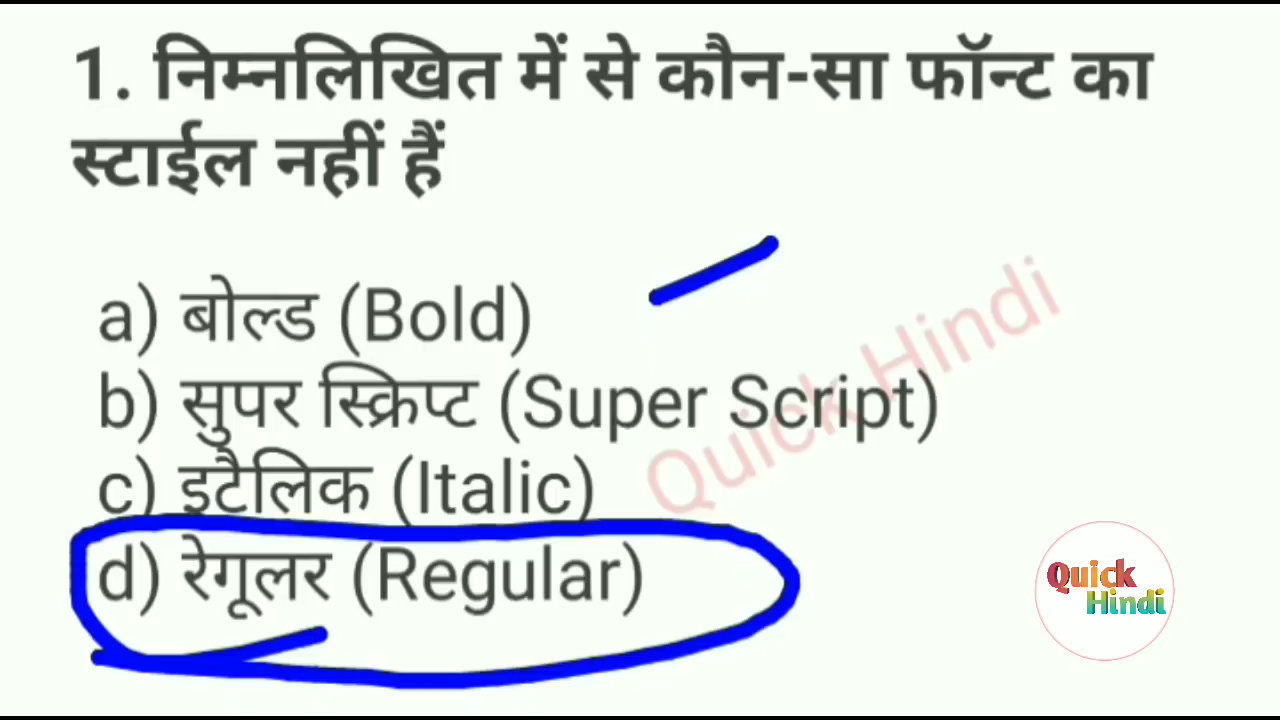 1. निम्नलिखित में से कौन-सा फॉन्ट का
स्टाईल नहीं हैं
a) बोल्ड (Bold)
b) सुपर स्क्रिप्ट (Super Script)
c) इटैलिक (Italic)
d) रेगूलर (Regular)
Quick Hindi
Quick
Hindi